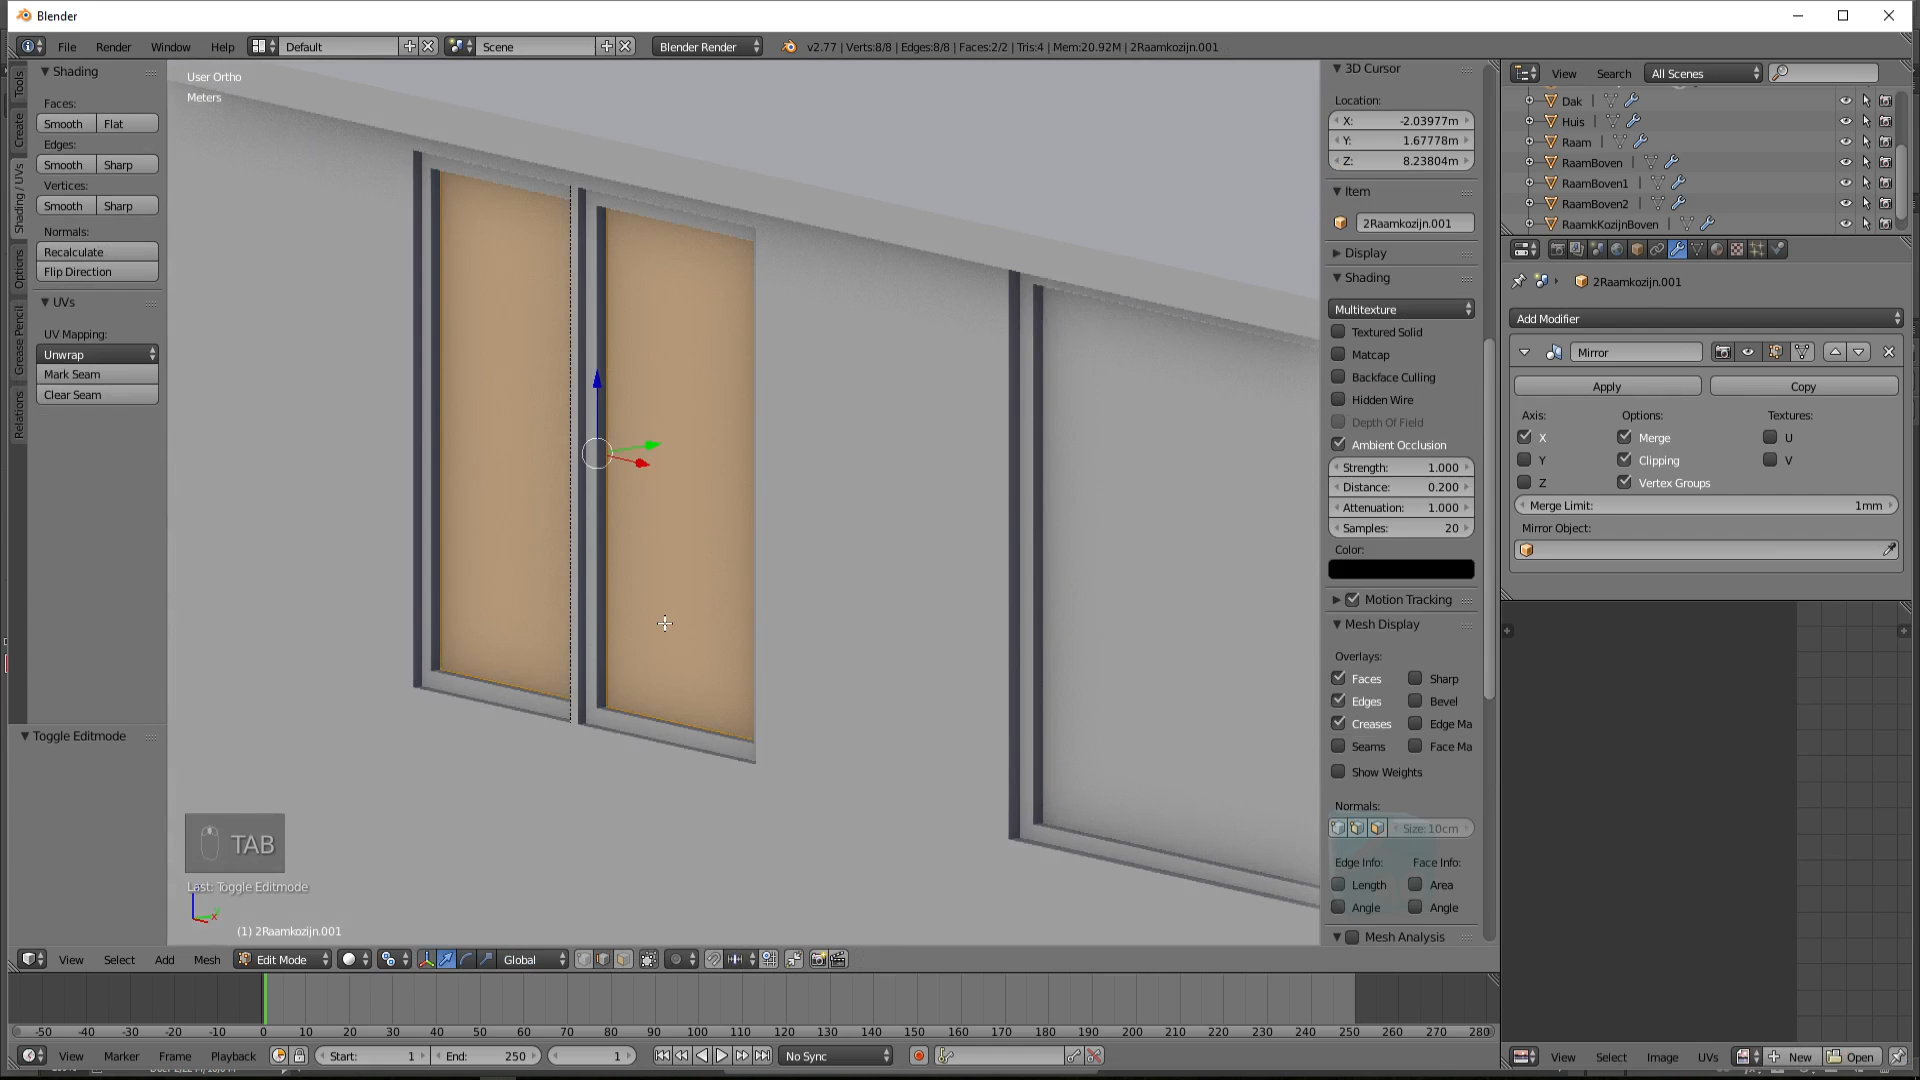 Blender
File Render Window Help Default Scene Blender Render v2.77 | Verts:8/8 | Edges:8/8 | Faces:2/2 | Tris:4 | Mem:20.92M | 2Raamkozijn.001
Tools
Create
Shading / UVs
Options
Grease Pencil
Relations
Shading
Faces:
Smooth Flat
Edges:
Smooth Sharp
Vertices:
Smooth Sharp
Normals:
Recalculate
Flip Direction
UVs
UV Mapping:
Unwrap
Mark Seam
Clear Seam
Toggle Editmode
User Ortho
Meters
TAB
Last: Toggle Editmode
x
(1) 2Raamkozijn.001
3D Cursor
Location:
X: -2.03977m
Y: 1.67778m
Z: 8.23804m
Item
2Raamkozijn.001
Display
Shading
Multitexture
Textured Solid
Matcap
Backface Culling
Hidden Wire
Depth Of Field
Ambient Occlusion
Strength: 1.000
Distance: 0.200
Attenuation: 1.000
Samples: 20
Color:
Motion Tracking
Mesh Display
Overlays:
Faces Sharp
Edges Bevel
Creases Edge Ma
Seams Face Ma
Show Weights
Normals:
Size: 10cm
Edge Info: Face Info:
Length Area
Angle Angle
Mesh Analysis
View Search All Scenes
Dak
Huis
Raam
RaamBoven
RaamBoven1
RaamBoven2
RaamkKozijnBoven
2Raamkozijn.001
Add Modifier
Mirror
Apply Copy
Axis: Options: Textures:
X Merge U
Y Clipping V
Z Vertex Groups
Merge Limit: 1mm
Mirror Object:
View Select Add Mesh Edit Mode Global
-50 -40 -30 -20 -10 0 10 20 30 40 50 60 70 80 90 100 110 120 130 140 150 160 170 180 190 200 210 220 230 240 250 260 270 280
View Marker Frame Playback Start: 1 End: 250 1 No Sync
View Select Image UVs New Open